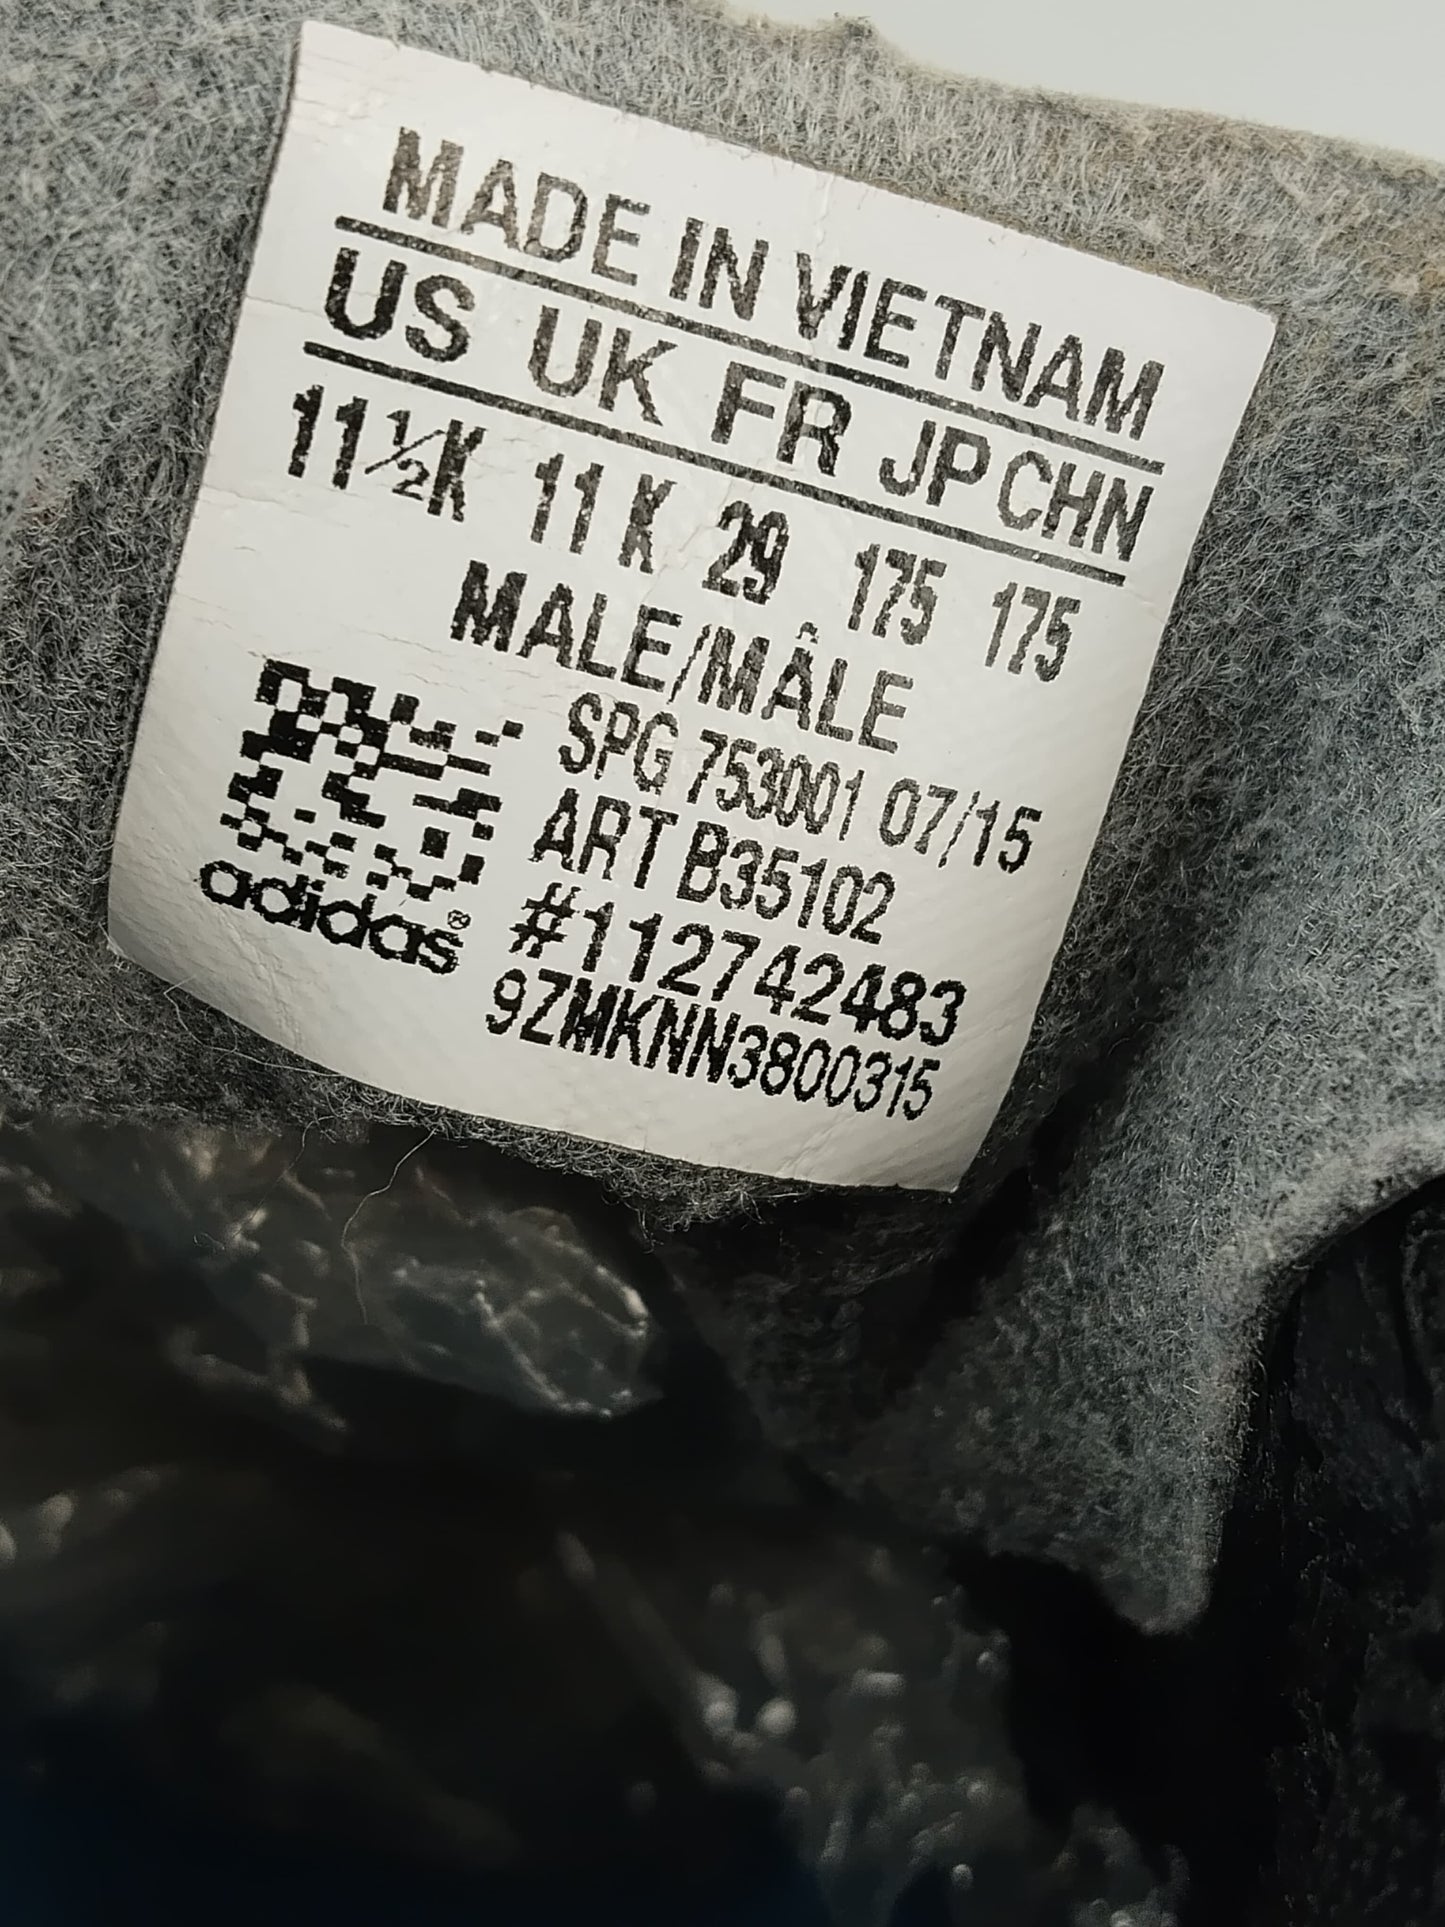 MADE IN VIETNAM
US UK FR JP CHN
11½K 11 K 29 175 175
MALE/MÂLE
SPG 753001 07/15
ART B35102
#112742483
9ZMKNN3800315
adidas®